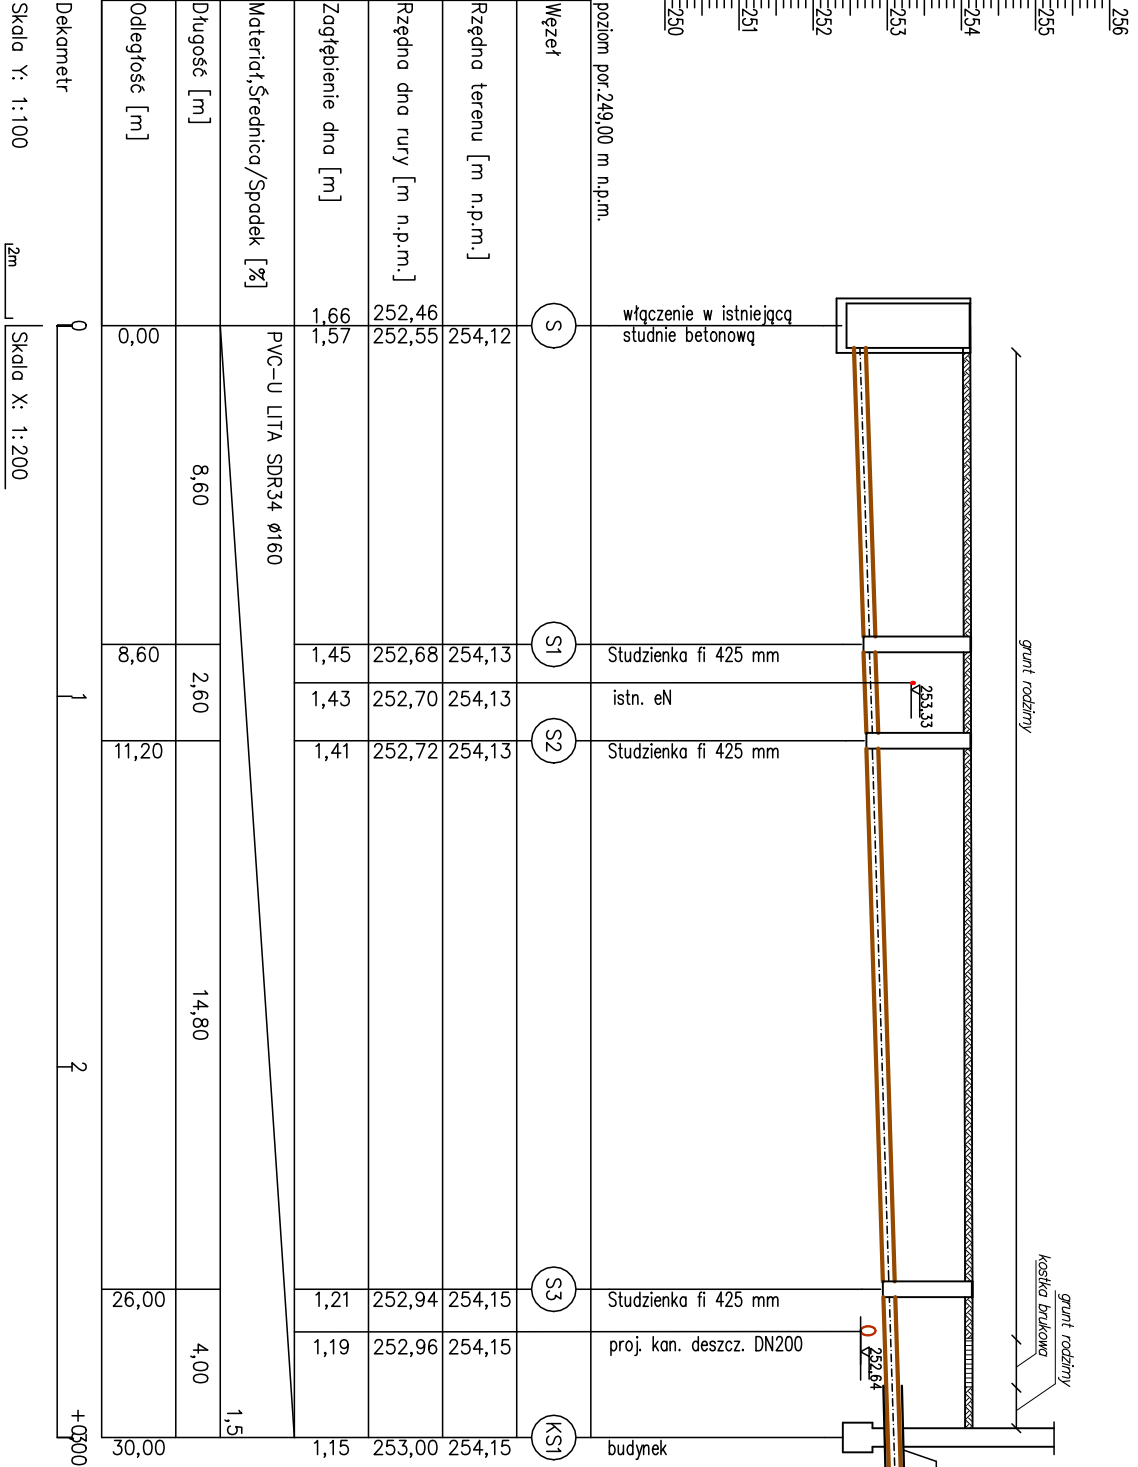 250
251
252
253
254
255
256
poziom por.249,00 m n.p.m.
Węzeł
Rzędna terenu [m n.p.m.]
Rzędna dna rury [m n.p.m.]
Zagłębienie dna [m]
Materiał,Średnica/Spadek [%]
Długość [m]
Odległość [m]
Dekametr
Skala Y: 1:100
2m
Skala X: 1:200
włączenie w istniejącą
studnie betonową
S
252,46
1,66
254,12
252,55
1,57
0,00
0
PVC-U LITA SDR34 ø160
8,60
Studzienka fi 425 mm
S1
254,13
252,68
1,45
8,60
253,33
istn. eN
254,13
252,70
1,43
2,60
1
Studzienka fi 425 mm
S2
254,13
252,72
1,41
11,20
14,80
2
grunt rodzimy
Studzienka fi 425 mm
S3
254,15
252,94
1,21
26,00
252,64
proj. kan. deszcz. DN200
254,15
252,96
1,19
4,00
1,5
grunt rodzimy
kostka brukowa
budynek
KS1
254,15
253,00
1,15
30,00